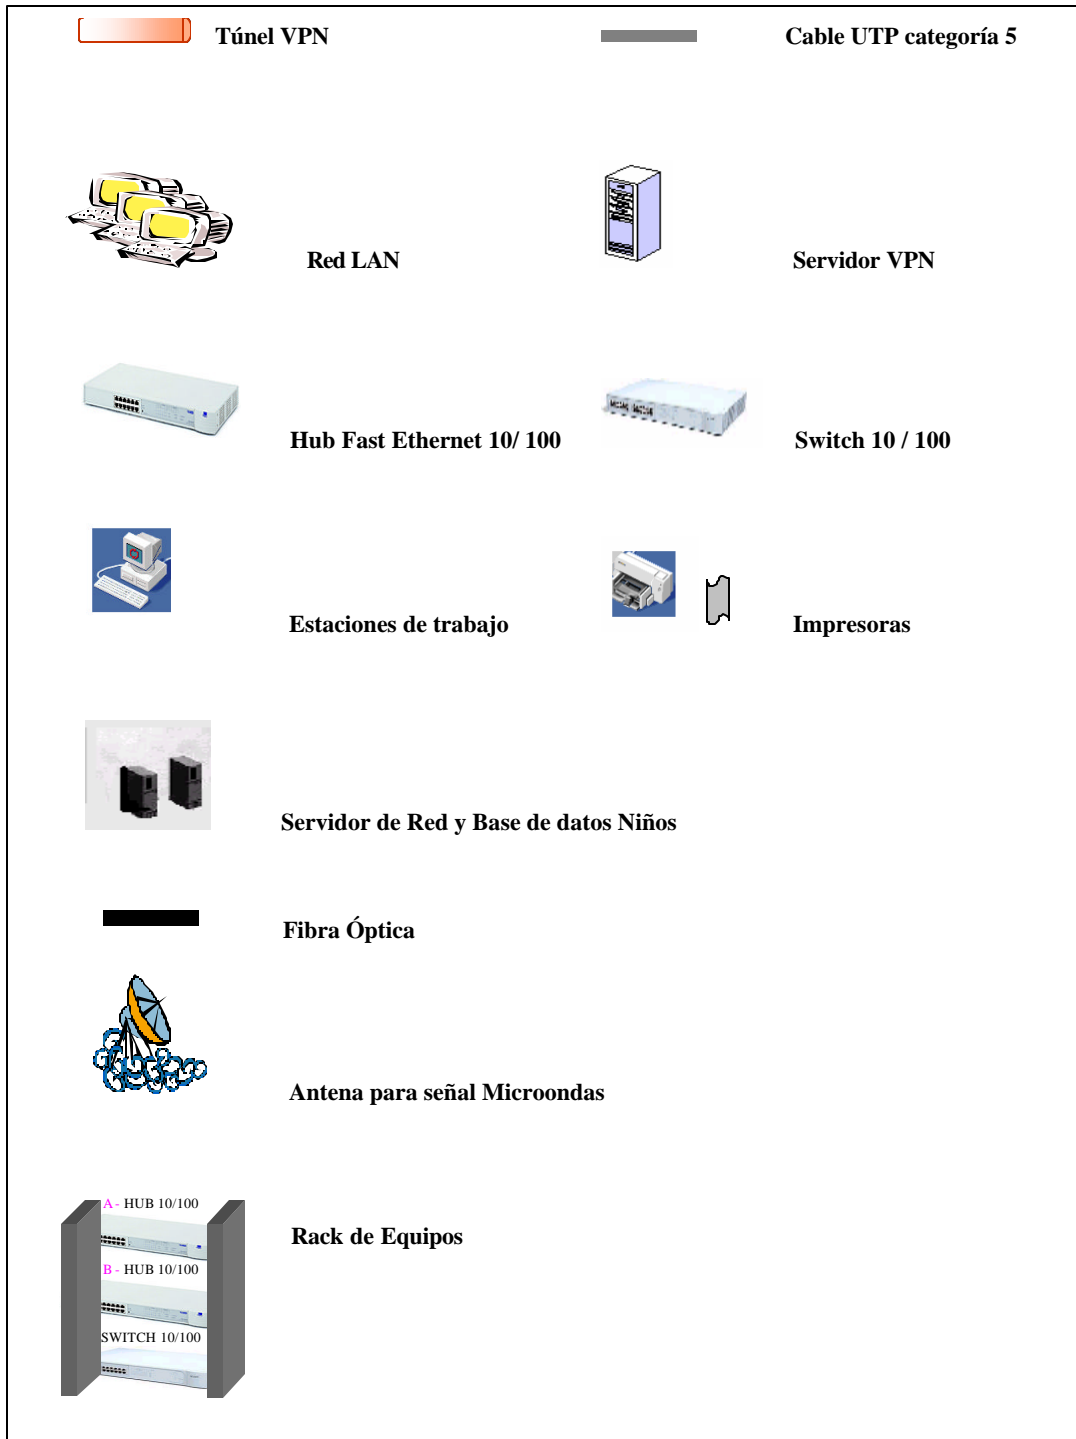 Túnel VPN
Cable UTP categoría 5
Red LAN
Servidor VPN
Hub Fast Ethernet 10/ 100
Switch 10 / 100
Estaciones de trabajo
Impresoras
Servidor de Red y Base de datos Niños
Fibra Óptica
Antena para señal Microondas
A - HUB 10/100
Rack de Equipos
B - HUB 10/100
SWITCH 10/100